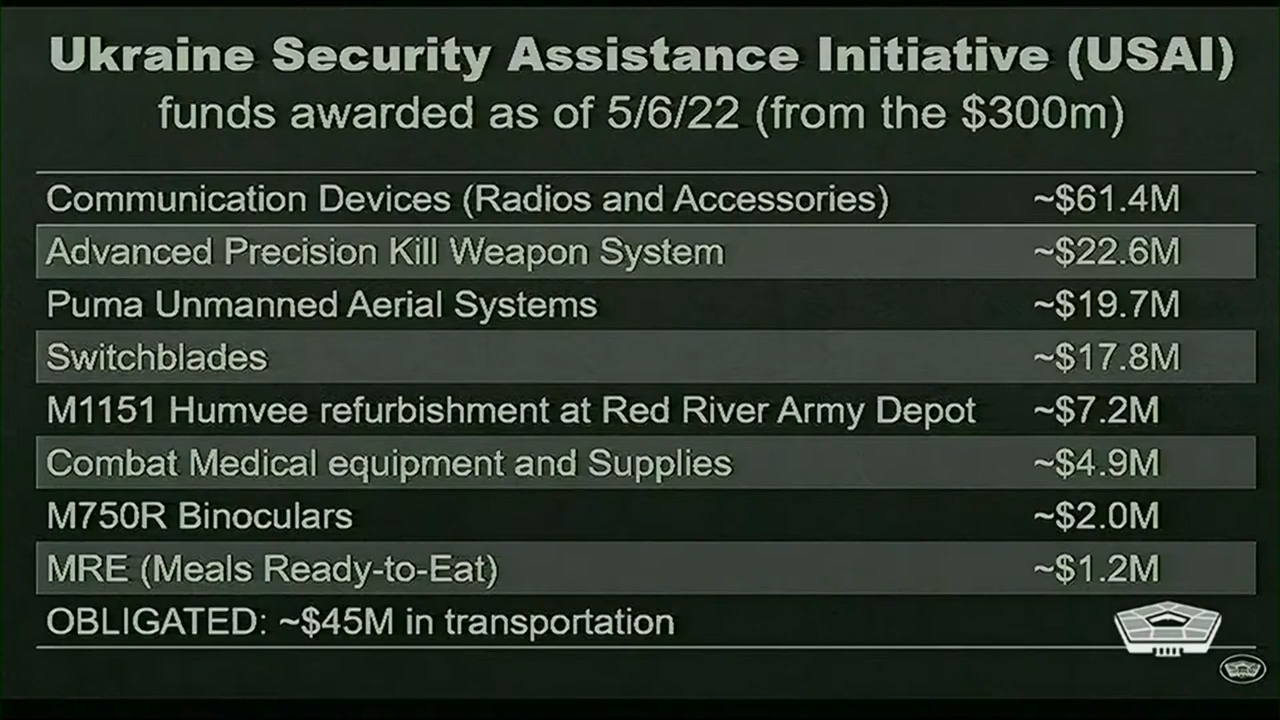 Ukraine Security Assistance Initiative (USAI)
funds awarded as of 5/6/22 (from the $300m)
Communication Devices (Radios and Accessories) ~$61.4M
Advanced Precision Kill Weapon System ~$22.6M
Puma Unmanned Aerial Systems ~$19.7M
Switchblades ~$17.8M
M1151 Humvee refurbishment at Red River Army Depot ~$7.2M
Combat Medical equipment and Supplies ~$4.9M
M750R Binoculars ~$2.0M
MRE (Meals Ready-to-Eat) ~$1.2M
OBLIGATED: ~$45M in transportation